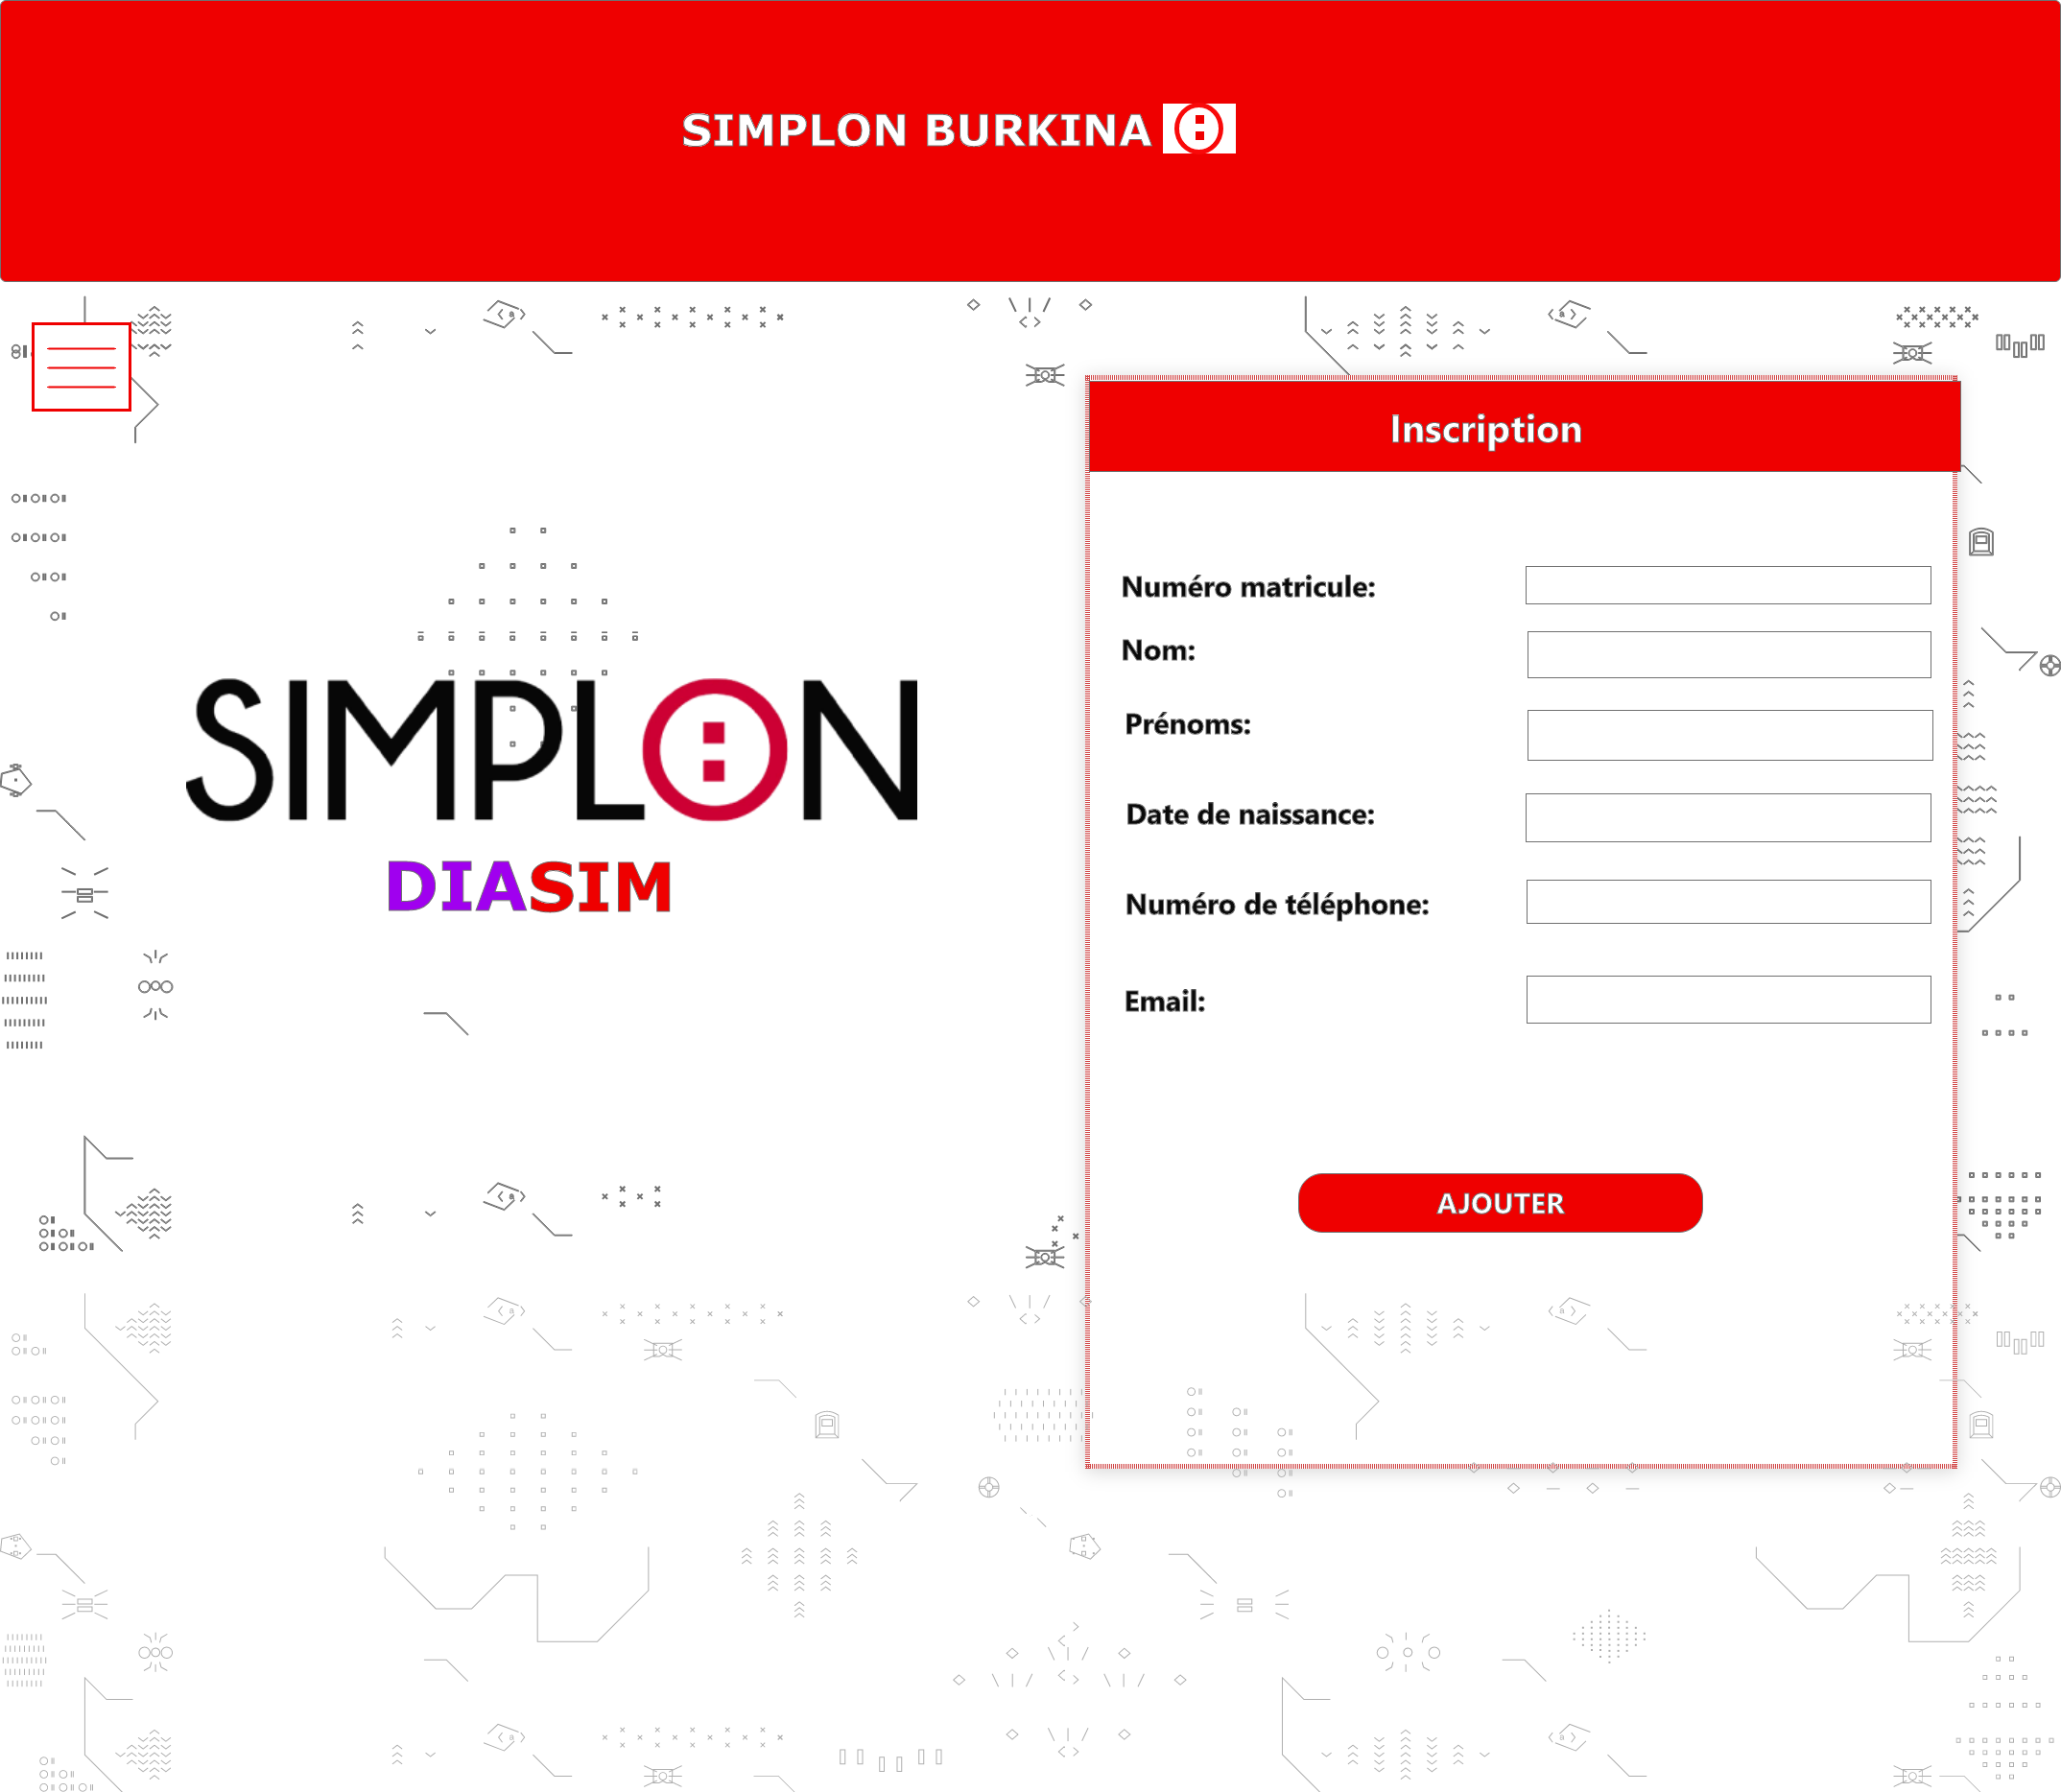 SIMPLON BURKINA
Inscription
Numéro matricule:
Nom:
Prénoms:
Date de naissance:
Numéro de téléphone:
Email:
AJOUTER
SIMPLON
DIASIM